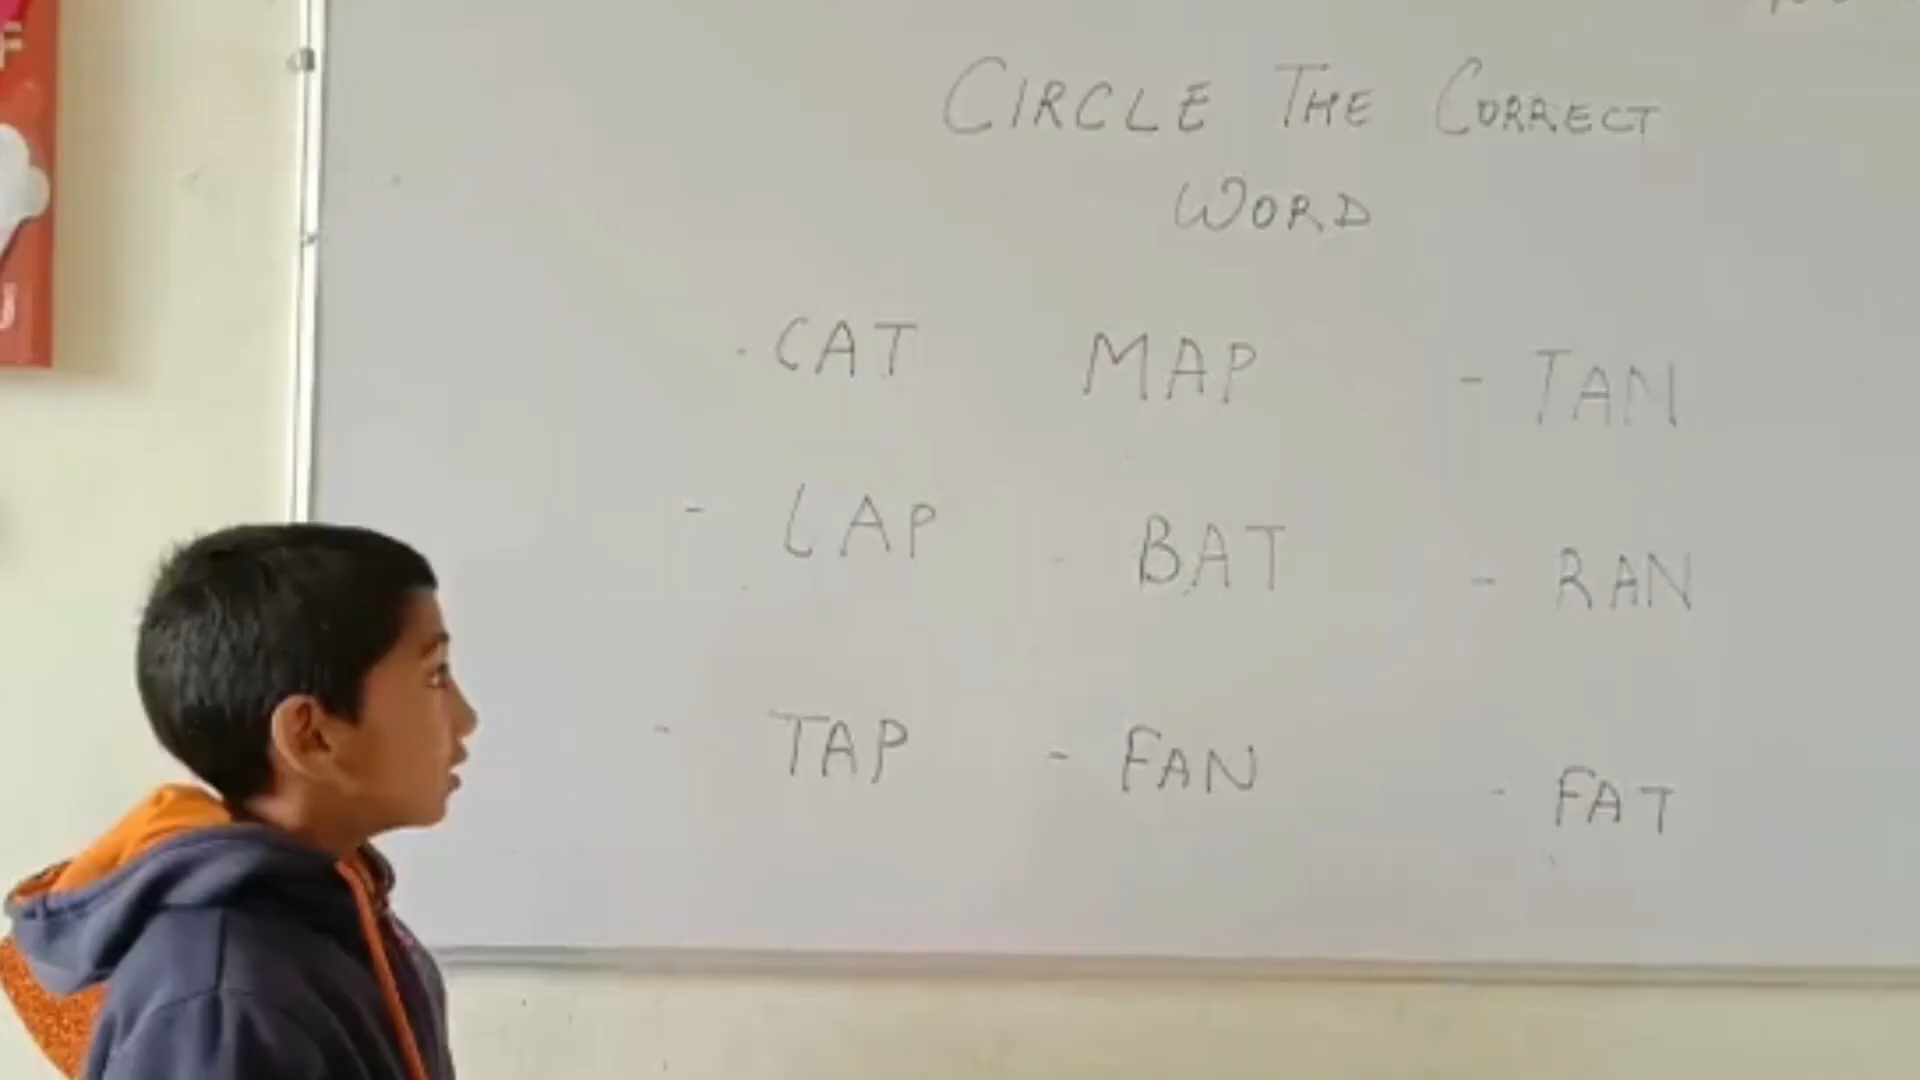 CIRCLE THE CORRECT
WORD
- CAT MAP - TAN
- LAP - BAT - RAN
- TAP - FAN - FAT